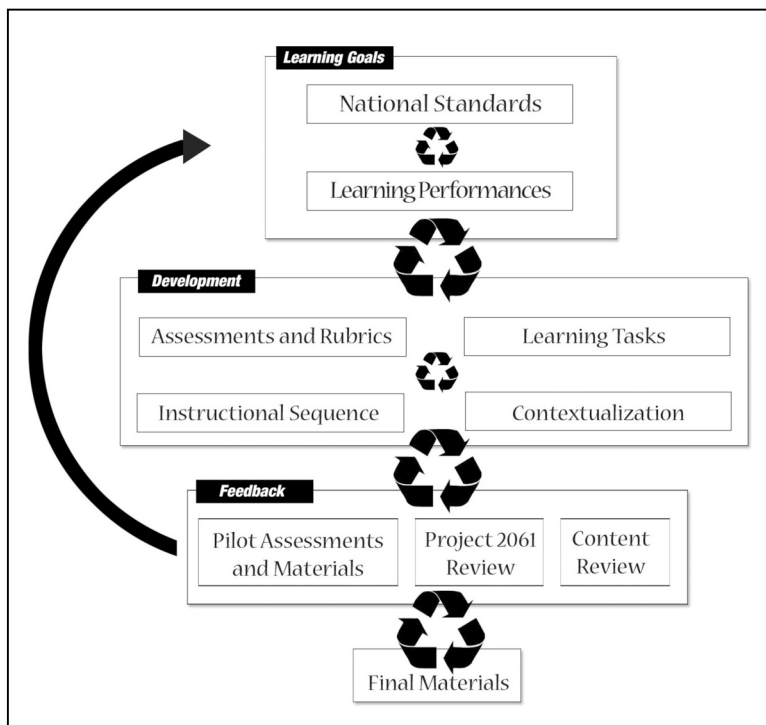 Learning Goals
National Standards
Learning Performances
Development
Assessments and Rubrics
Learning Tasks
Instructional Sequence
Contextualization
Feedback
Pilot Assessments
and Materials
Project 2061
Review
Content
Review
Final Materials